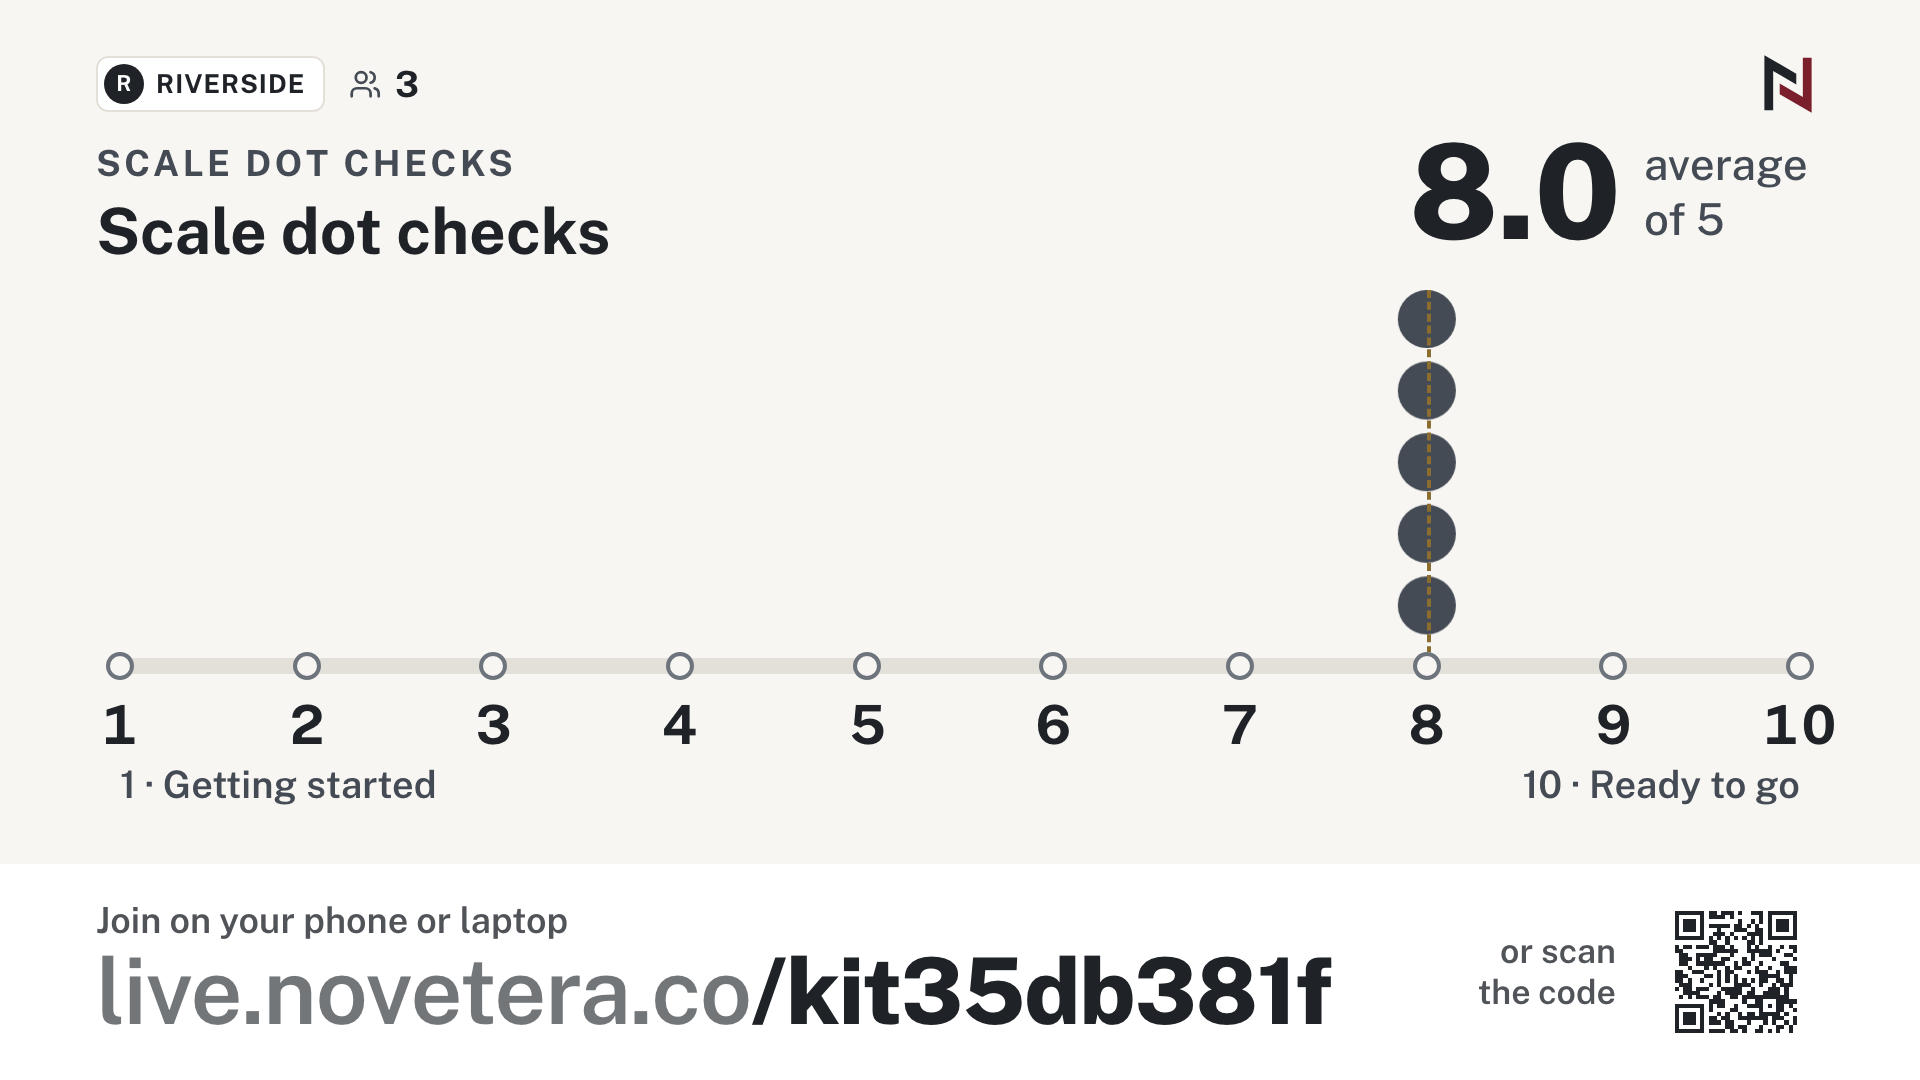 R RIVERSIDE 3
SCALE DOT CHECKS
Scale dot checks
8.0 average
of 5
1 2 3 4 5 6 7 8 9 10
1 · Getting started 10 · Ready to go
Join on your phone or laptop
live.novetera.co/kit35db381f
or scan
the code